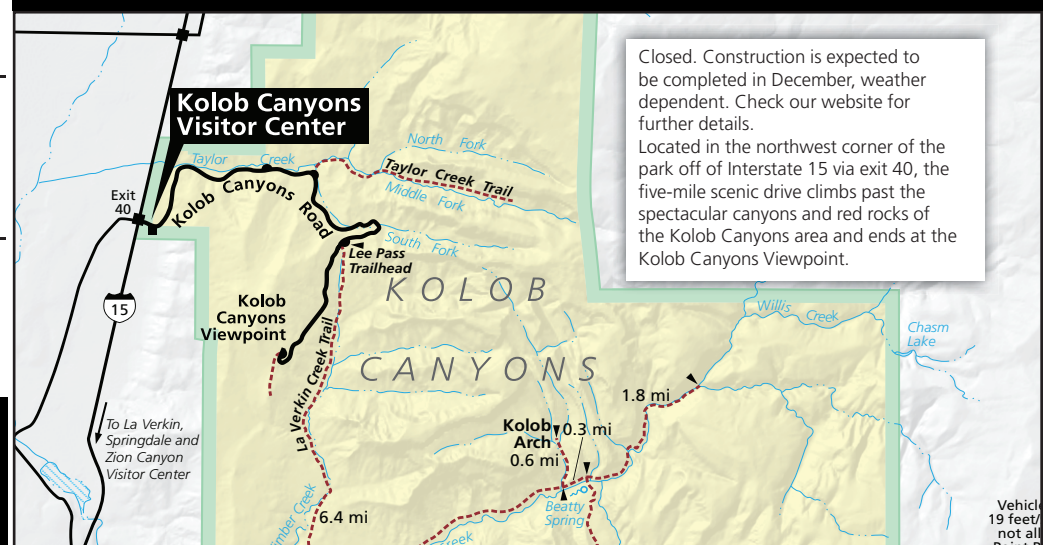 Closed. Construction is expected to
be completed in December, weather
dependent. Check our website for
further details.
Located in the northwest corner of the
park off of Interstate 15 via exit 40, the
five-mile scenic drive climbs past the
spectacular canyons and red rocks of
the Kolob Canyons area and ends at the
Kolob Canyons Viewpoint.
Kolob Canyons
Visitor Center
North Fork
Taylor Creek
Taylor Creek Trail
Middle Fork
Exit
40
Kolob Canyons Road
South Fork
Lee Pass
Trailhead
KOLOB
15
Kolob
Canyons
Viewpoint
Willis Creek
Chasm
Lake
La Verkin Creek Trail
CANYONS
1.8 mi
To La Verkin,
Springdale and
Zion Canyon
Visitor Center
Kolob
Arch
0.3 mi
0.6 mi
Beatty
Spring
6.4 mi
Creek
Creek
19 feet/
not all